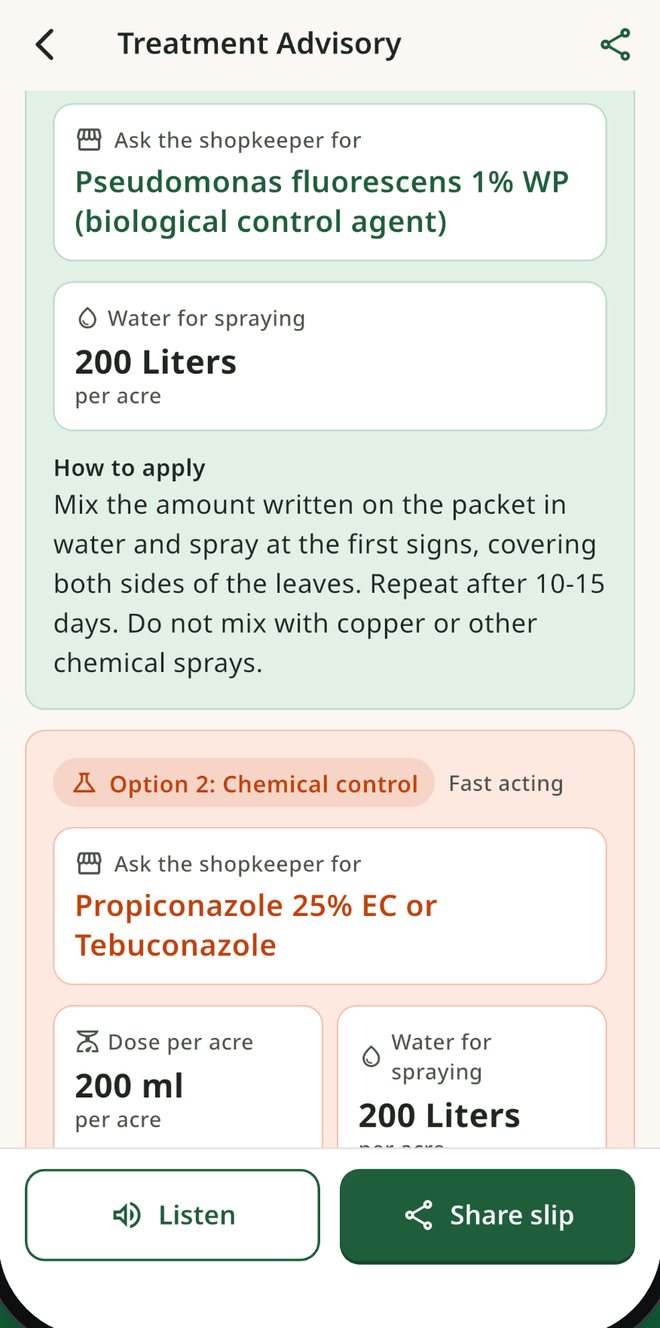 Treatment Advisory
Ask the shopkeeper for
Pseudomonas fluorescens 1% WP
(biological control agent)
Water for spraying
200 Liters
per acre
How to apply
Mix the amount written on the packet in
water and spray at the first signs, covering
both sides of the leaves. Repeat after 10-15
days. Do not mix with copper or other
chemical sprays.
Option 2: Chemical control
Fast acting
Ask the shopkeeper for
Propiconazole 25% EC or
Tebuconazole
Dose per acre
200 ml
per acre
Water for
spraying
200 Liters
per acre
Listen
Share slip